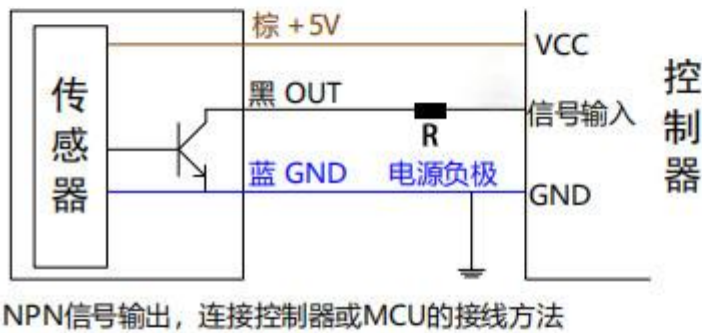 棕 +5V
VCC
传感器
控制器
黑 OUT
信号输入
R
蓝 GND
电源负极
GND
NPN信号输出，连接控制器或MCU的接线方法